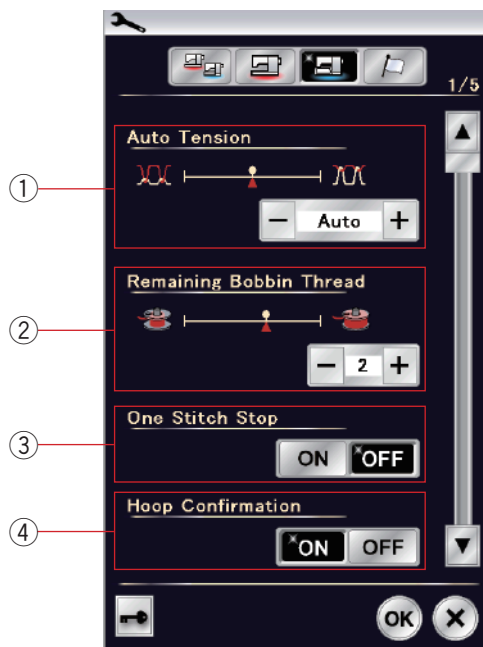 1/5
① Auto Tension
− Auto +
② Remaining Bobbin Thread
− 2 +
③ One Stitch Stop
ON OFF
④ Hoop Confirmation
ON OFF
OK